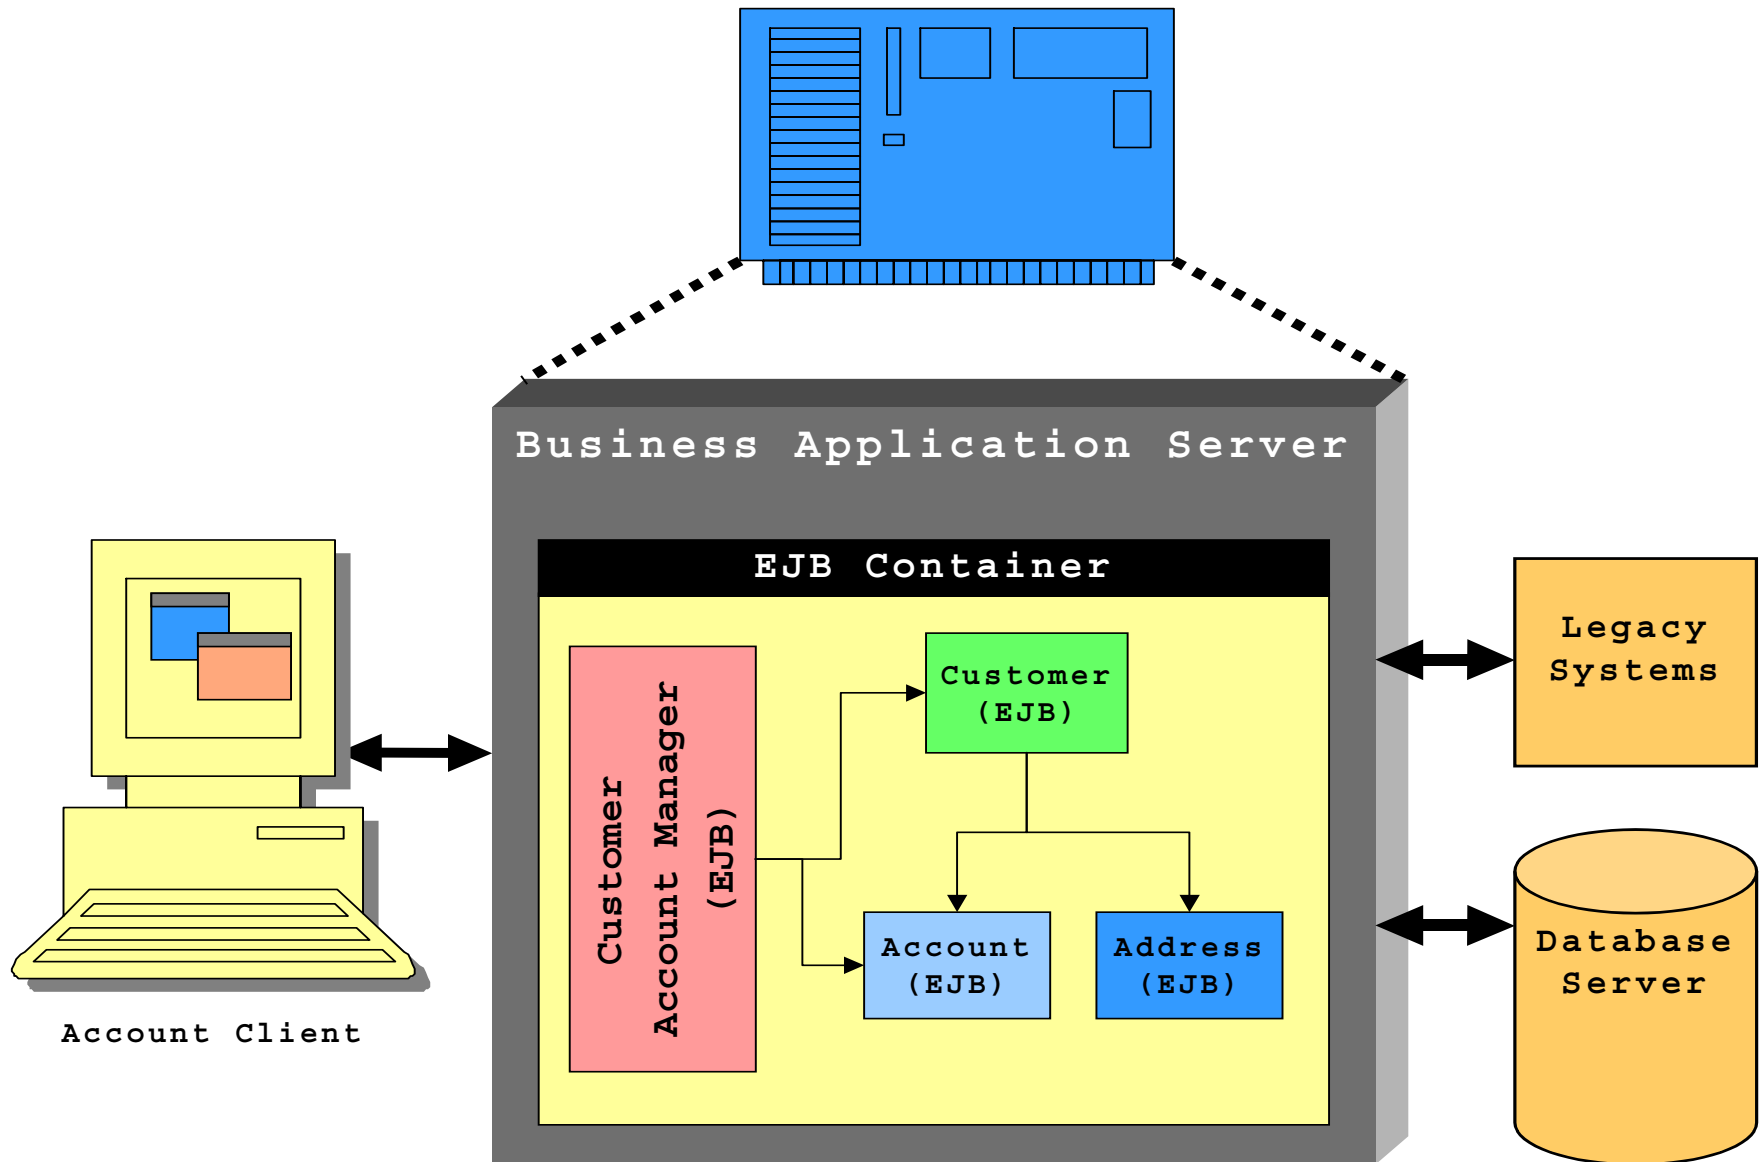 Business Application Server
EJB Container
Customer
Account Manager
(EJB)
Customer
(EJB)
Account
(EJB)
Address
(EJB)
Legacy
Systems
Database
Server
Account Client